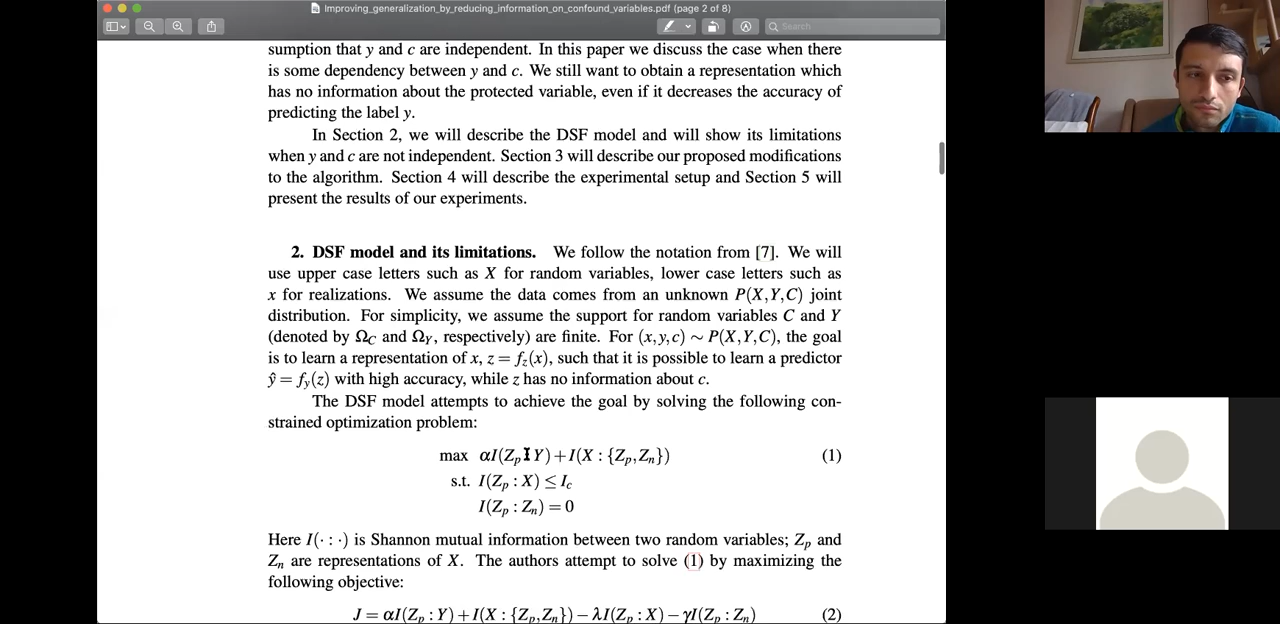 Improving_generalization_by_reducing_information_on_confound_variables.pdf (page 2 of 8)
Search
sumption that y and c are independent. In this paper we discuss the case when there
is some dependency between y and c. We still want to obtain a representation which
has no information about the protected variable, even if it decreases the accuracy of
predicting the label y.
In Section 2, we will describe the DSF model and will show its limitations
when y and c are not independent. Section 3 will describe our proposed modifications
to the algorithm. Section 4 will describe the experimental setup and Section 5 will
present the results of our experiments.
2. DSF model and its limitations. We follow the notation from [7]. We will
use upper case letters such as X for random variables, lower case letters such as
x for realizations. We assume the data comes from an unknown P(X,Y,C) joint
distribution. For simplicity, we assume the support for random variables C and Y
(denoted by Ω_C and Ω_Y, respectively) are finite. For (x,y,c) ∼ P(X,Y,C), the goal
is to learn a representation of x, z = f_z(x), such that it is possible to learn a predictor
ŷ = f_y(z) with high accuracy, while z has no information about c.
The DSF model attempts to achieve the goal by solving the following con-
strained optimization problem:
max αI(Z_p : Y) + I(X : {Z_p, Z_n}) (1)
s.t. I(Z_p : X) ≤ I_c
I(Z_p : Z_n) = 0
Here I(· : ·) is Shannon mutual information between two random variables; Z_p and
Z_n are representations of X. The authors attempt to solve (1) by maximizing the
following objective:
J = αI(Z_p : Y) + I(X : {Z_p, Z_n}) − λI(Z_p : X) − γI(Z_p : Z_n) (2)